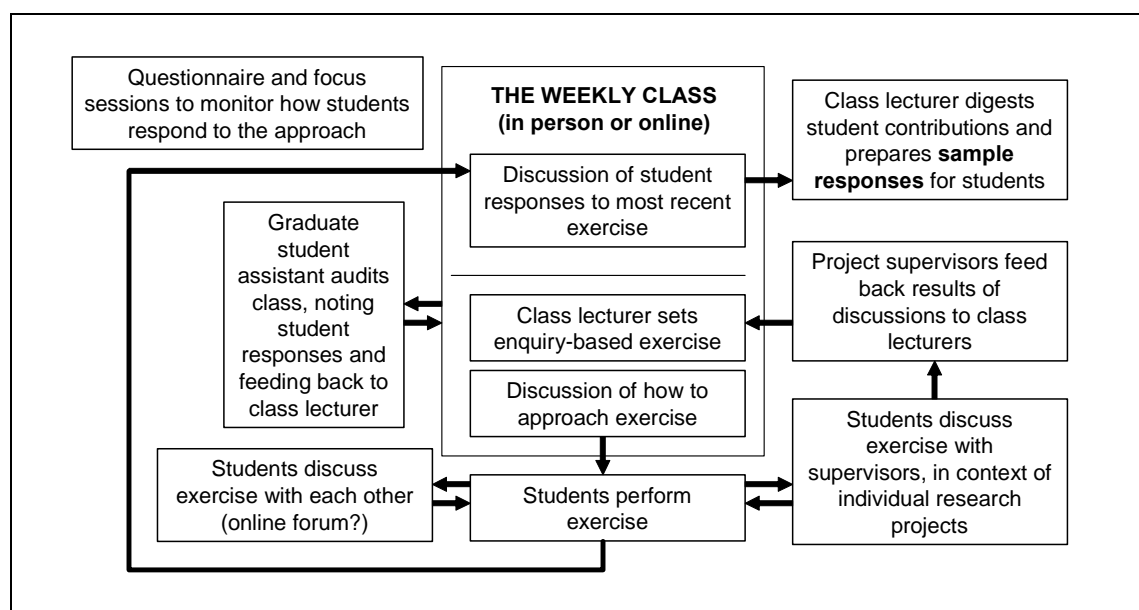 Questionnaire and focus
sessions to monitor how students
respond to the approach
THE WEEKLY CLASS
(in person or online)
Class lecturer digests
student contributions and
prepares sample
responses for students
Discussion of student
responses to most recent
exercise
Graduate
student
assistant audits
class, noting
student
responses and
feeding back to
class lecturer
Project supervisors feed
back results of
discussions to class
lecturers
Class lecturer sets
enquiry-based exercise
Discussion of how to
approach exercise
Students discuss
exercise with
supervisors, in context of
individual research
projects
Students discuss
exercise with each other
(online forum?)
Students perform
exercise